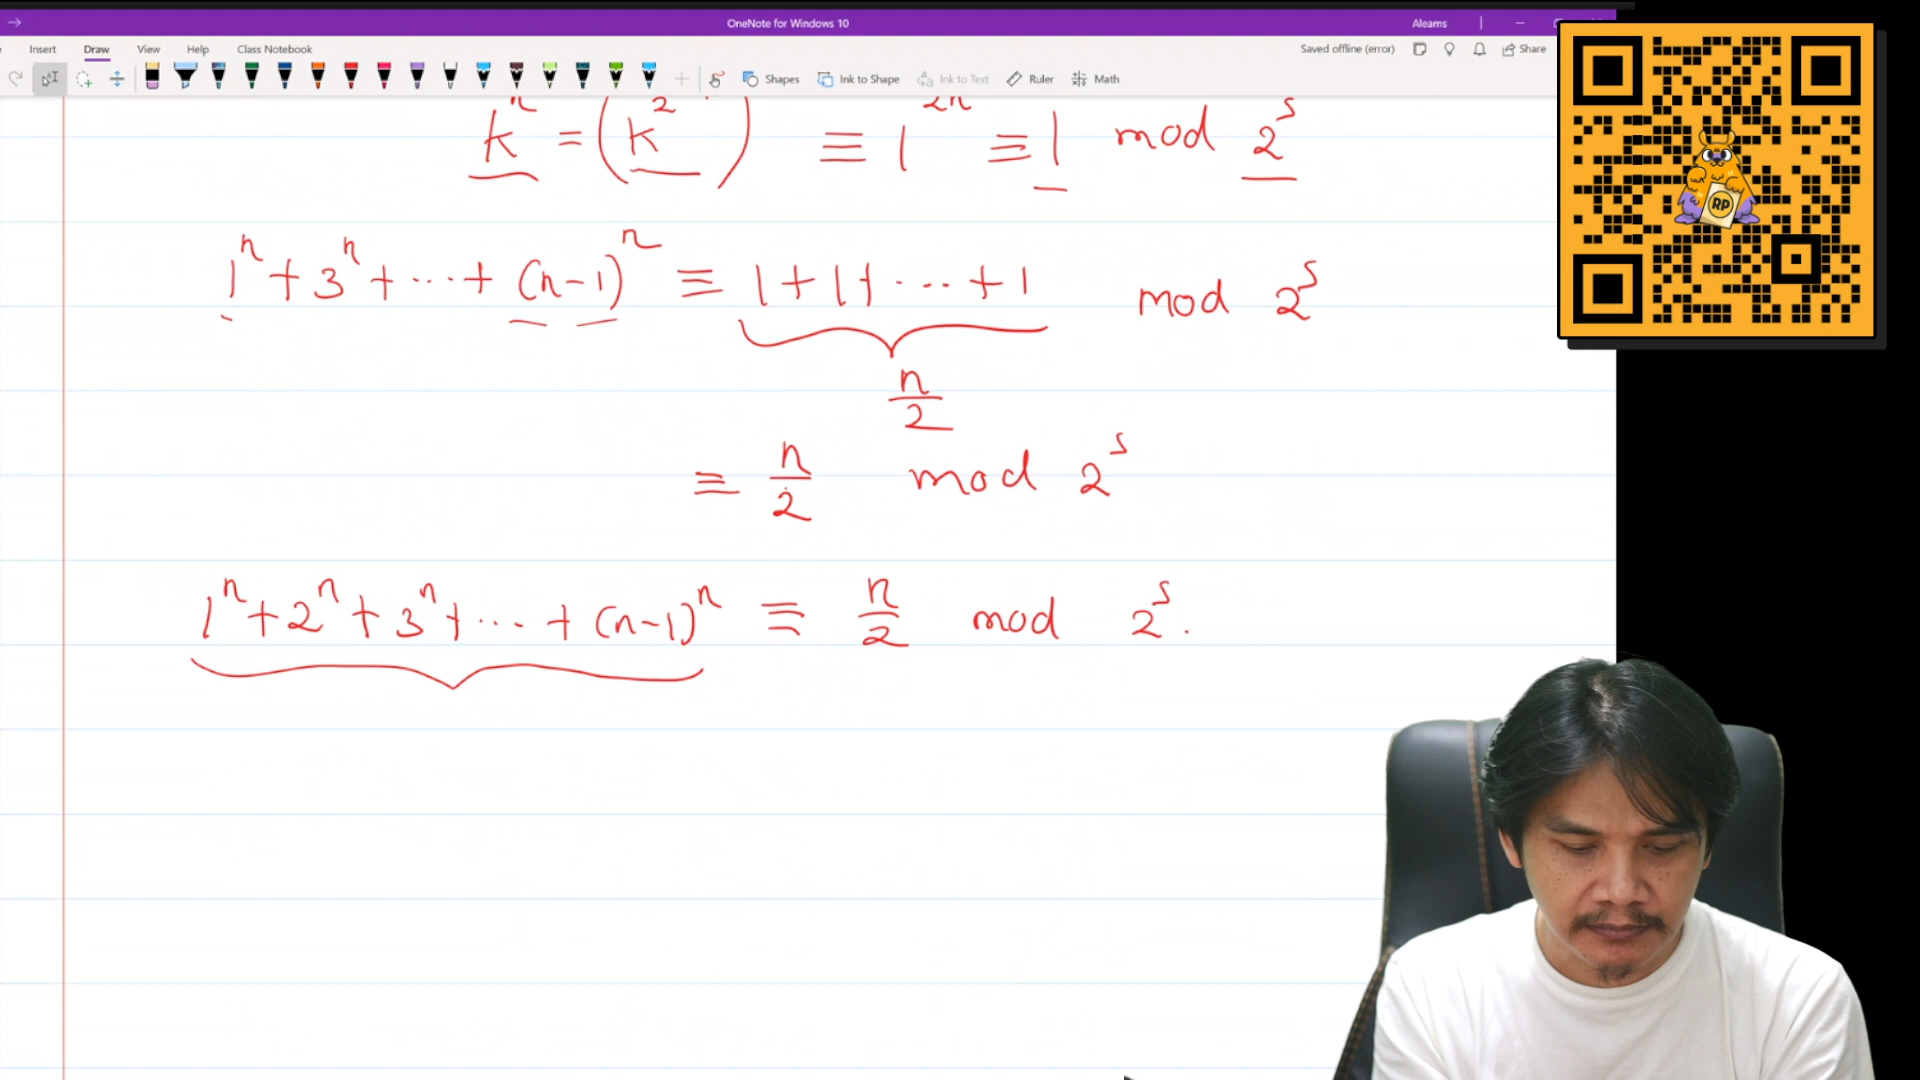 OneNote for Windows 10
Aleams
Insert Draw View Help Class Notebook
Saved offline (error) Share
Shapes Ink to Shape Ink to Text Ruler Math
k^n = (k^2 ) ≡ 1^{2n} ≡ 1 mod 2^s
1^n + 3^n + ... + (n-1)^n ≡ 1 + 1 + ... + 1 mod 2^s
n/2
≡ n/2 mod 2^s
1^n + 2^n + 3^n + ... + (n-1)^n ≡ n/2 mod 2^s.
RP